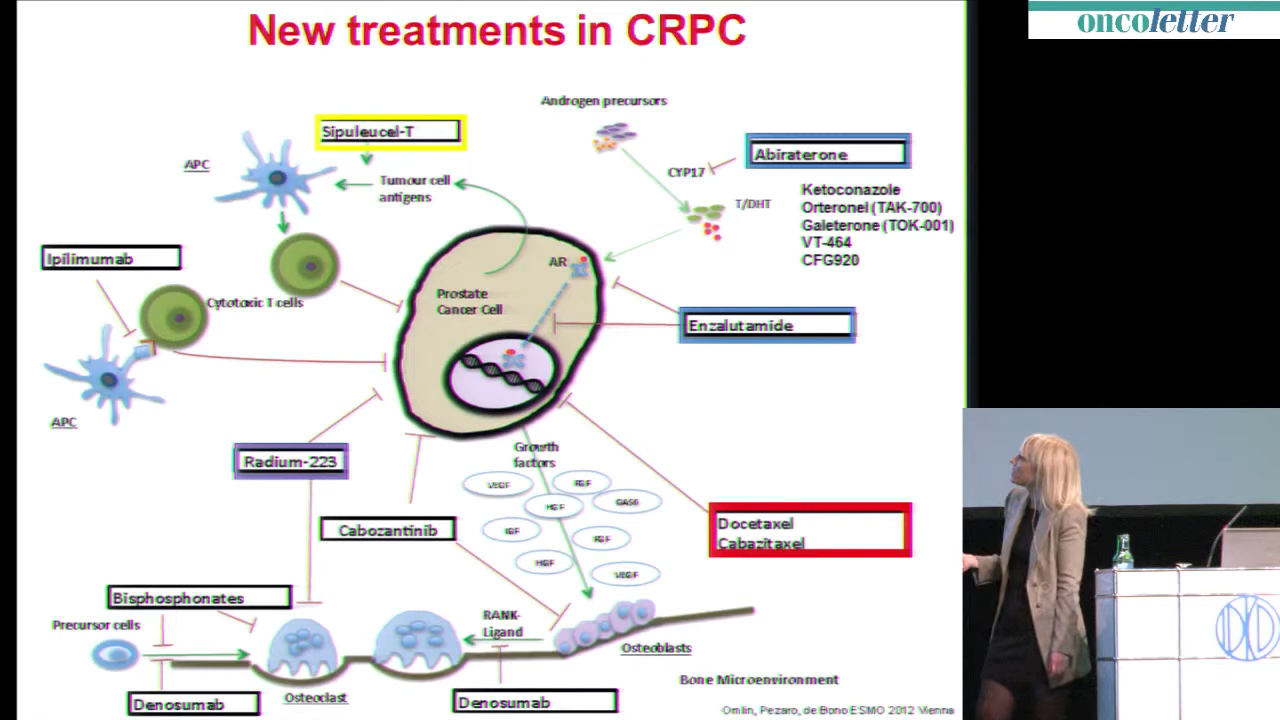 New treatments in CRPC
oncoletter
Androgen precursors
Sipuleucel-T
Abiraterone
APC
CYP17
Tumour cell
antigens
Ketoconazole
T/DHT
Orteronel (TAK-700)
Galeterone (TOK-001)
VT-464
CFG920
Ipilimumab
AR
Prostate
Cancer Cell
Cytotoxic T cells
Enzalutamide
APC
Growth
factors
Radium-223
VEGF
FGF
GAS6
HGF
Docetaxel
Cabazitaxel
Cabozantinib
IGF
FGF
HGF
VEGF
Bisphosphonates
RANK-
Ligand
Precursor cells
Osteoblasts
Bone Microenvironment
Osteoclast
Denosumab
Denosumab
Omlin, Pezaro, de Bono ESMO 2012 Vienna